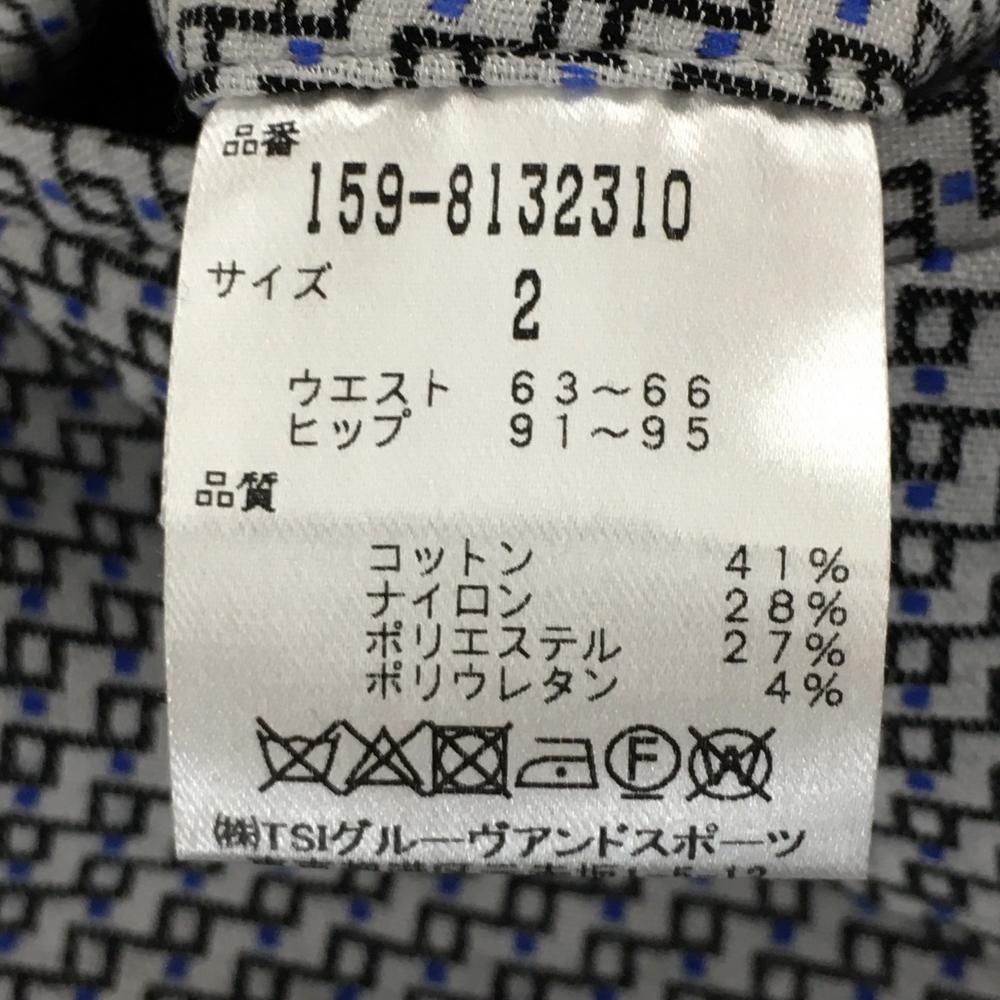 品番
159-8132310
サイズ
2
ウエスト 63～66
ヒップ 91～95
品質
コットン 41%
ナイロン 28%
ポリエステル 27%
ポリウレタン 4%
F W
㈱TSIグルーヴアンドスポーツ